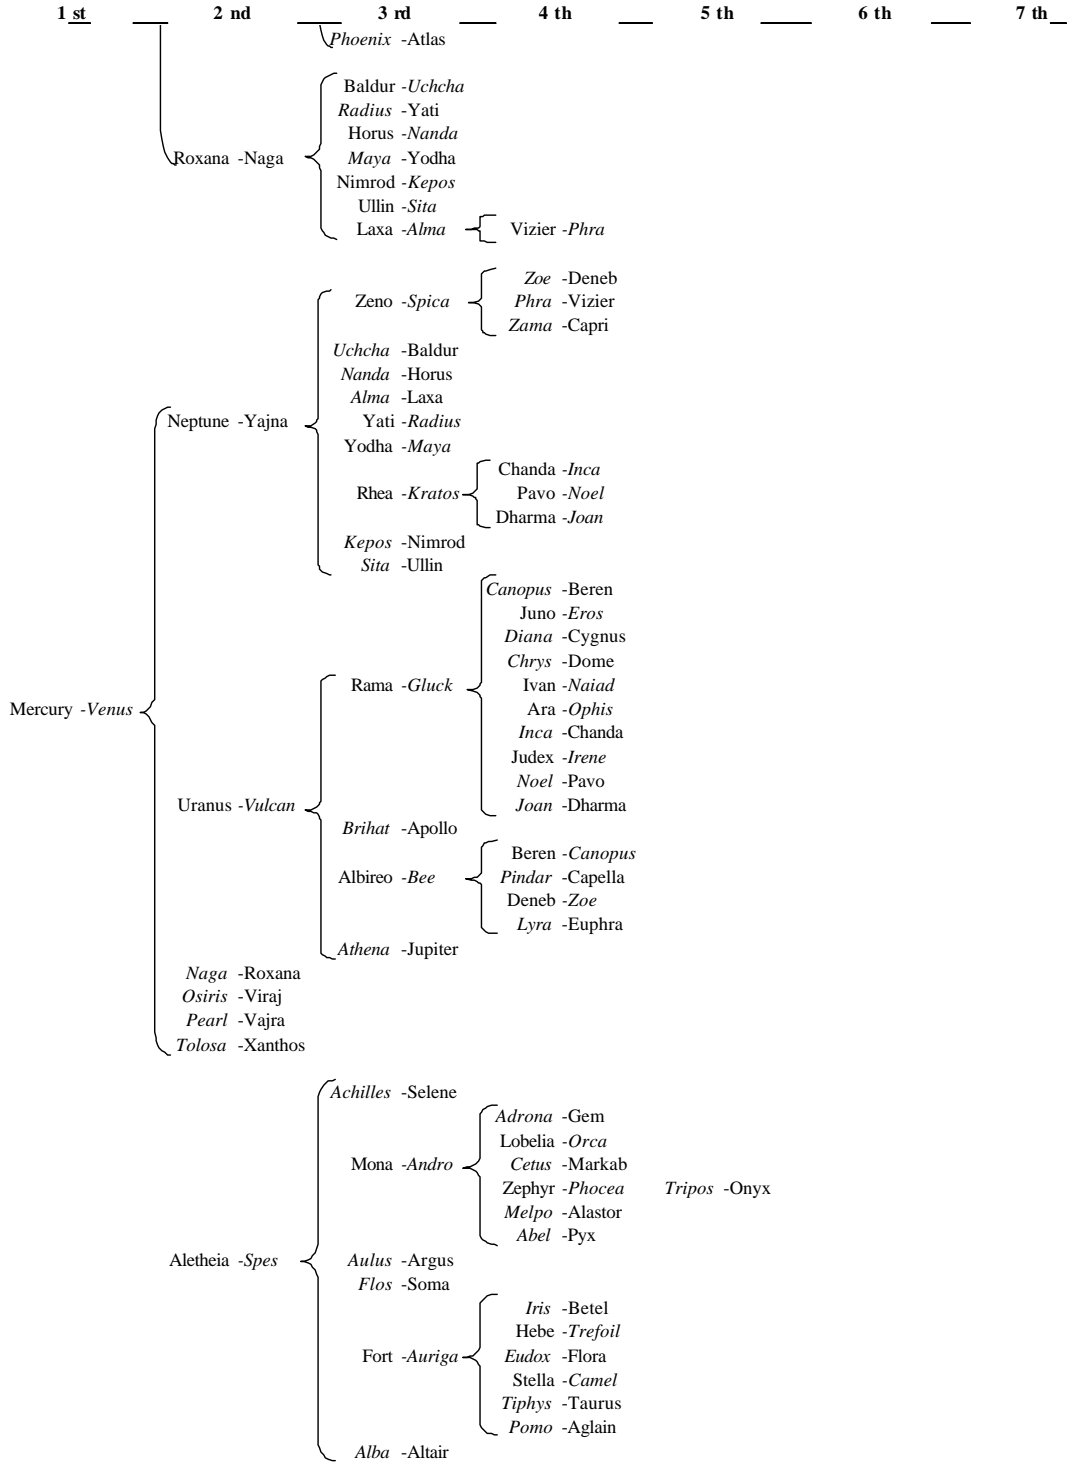 1 st 2 nd 3 rd 4 th 5 th 6 th 7 th
Phoenix -Atlas
Baldur -Uchcha
Radius -Yati
Horus -Nanda
Roxana -Naga Maya -Yodha
Nimrod -Kepos
Ullin -Sita
Laxa -Alma Vizier -Phra
Zoe -Deneb
Zeno -Spica Phra -Vizier
Zama -Capri
Uchcha -Baldur
Nanda -Horus
Alma -Laxa
Neptune -Yajna Yati -Radius
Yodha -Maya
Chanda -Inca
Rhea -Kratos Pavo -Noel
Dharma -Joan
Kepos -Nimrod
Sita -Ullin
Canopus -Beren
Juno -Eros
Diana -Cygnus
Chrys -Dome
Rama -Gluck Ivan -Naiad
Mercury -Venus Ara -Ophis
Inca -Chanda
Judex -Irene
Noel -Pavo
Uranus -Vulcan Joan -Dharma
Brihat -Apollo
Beren -Canopus
Albireo -Bee Pindar -Capella
Deneb -Zoe
Lyra -Euphra
Athena -Jupiter
Naga -Roxana
Osiris -Viraj
Pearl -Vajra
Tolosa -Xanthos
Achilles -Selene
Adrona -Gem
Lobelia -Orca
Mona -Andro Cetus -Markab
Zephyr -Phocea Tripos -Onyx
Melpo -Alastor
Abel -Pyx
Aletheia -Spes Aulus -Argus
Flos -Soma
Iris -Betel
Hebe -Trefoil
Fort -Auriga Eudox -Flora
Stella -Camel
Tiphys -Taurus
Pomo -Aglain
Alba -Altair